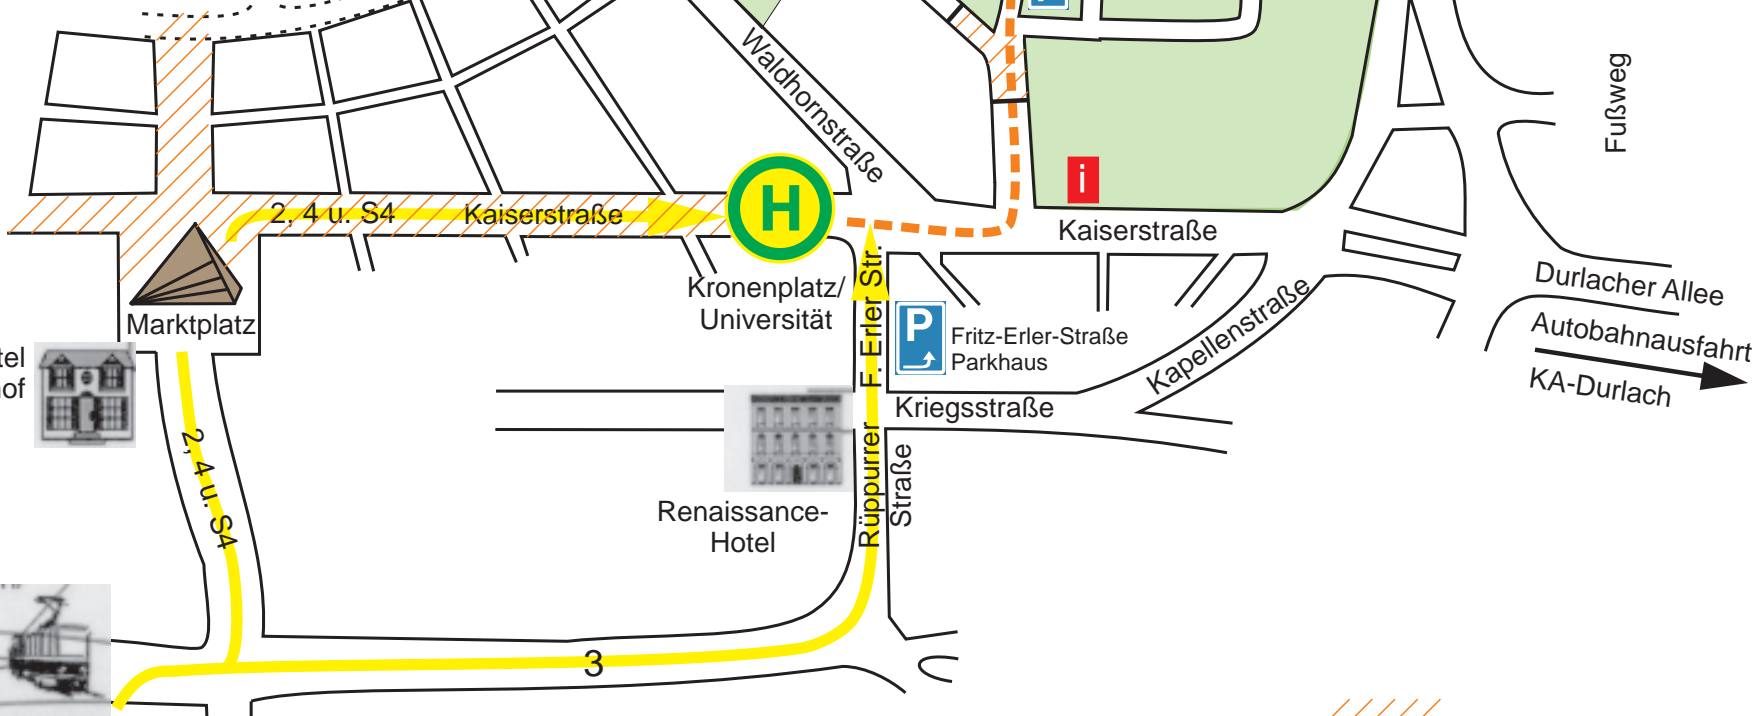 Waldhornstraße
Fußweg
i
2, 4 u. S4
Kaiserstraße
H
Kaiserstraße
Kronenplatz/
Universität
F. Erler Str.
P
Fritz-Erler-Straße
Parkhaus
Kapellenstraße
Durlacher Allee
Autobahnausfahrt
KA-Durlach
Marktplatz
tel
of
Kriegsstraße
2, 4 u. S4
Renaissance-
Hotel
Rüppurrer
Straße
3